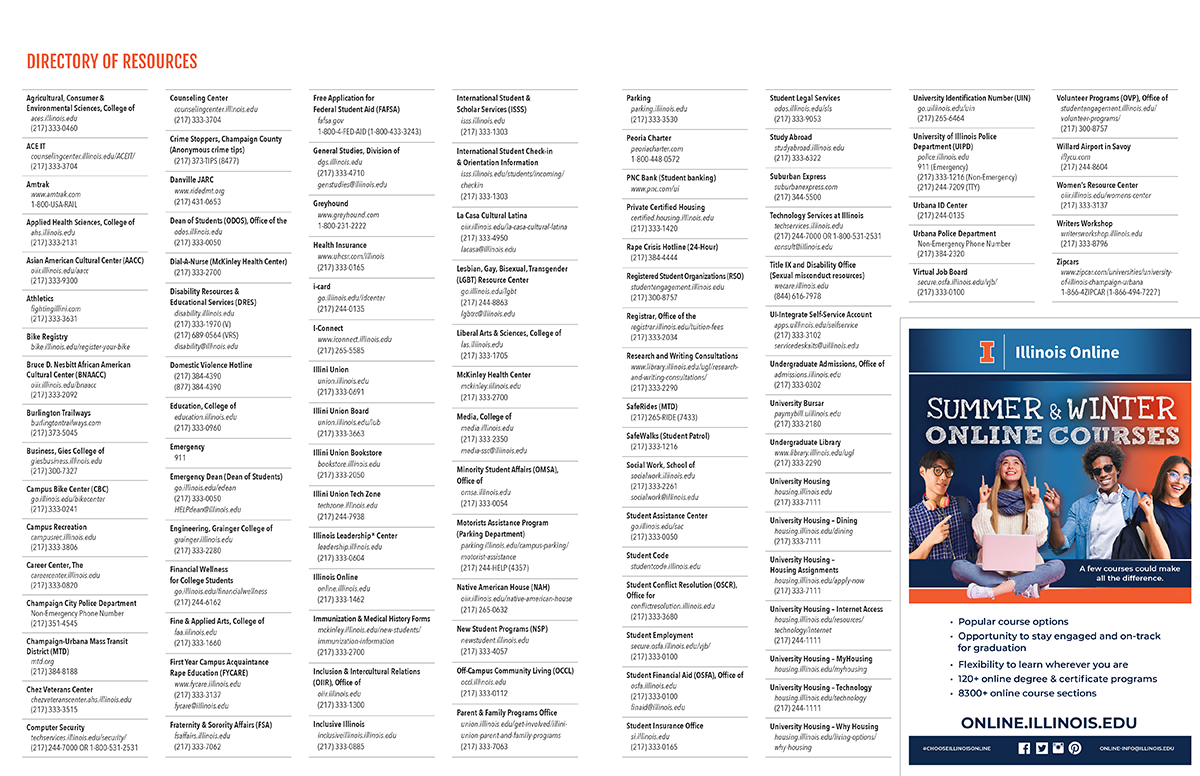 DIRECTORY OF RESOURCES
Agricultural, Consumer &
Environmental Sciences, College of
aces.illinois.edu
(217) 333-0460
ACE IT
counselingcenter.illinois.edu/ACEIT/
(217) 333-3704
Amtrak
www.amtrak.com
1-800-USA-RAIL
Applied Health Sciences, College of
ahs.illinois.edu
(217) 333-2131
Asian American Cultural Center (AACC)
oiir.illinois.edu/aacc
(217) 333-9300
Athletics
fightingillini.com
(217) 333-3631
Bike Registry
bike.illinois.edu/register-your-bike
Bruce D. Nesbitt African American
Cultural Center (BNAACC)
oiir.illinois.edu/bnaacc
(217) 333-2092
Burlington Trailways
burlingtontrailways.com
(217) 373-5045
Business, Gies College of
giesbusiness.illinois.edu
(217) 300-7327
Campus Bike Center (CBC)
go.illinois.edu/bikecenter
(217) 333-0241
Campus Recreation
campusrec.illinois.edu
(217) 333-3806
Career Center, The
careercenter.illinois.edu
(217) 333-0820
Champaign City Police Department
Non-Emergency Phone Number
(217) 351-4545
Champaign-Urbana Mass Transit
District (MTD)
mtd.org
(217) 384-8188
Chez Veterans Center
chezveteranscenter.ahs.illinois.edu
(217) 333-3515
Computer Security
techservices.illinois.edu/security/
(217) 244-7000 OR 1-800-531-2531
Counseling Center
counselingcenter.illinois.edu
(217) 333-3704
Crime Stoppers, Champaign County
(Anonymous crime tips)
(217) 373-TIPS (8477)
Danville JARC
www.ridedmt.org
(217) 431-0653
Dean of Students (ODOS), Office of the
odos.illinois.edu
(217) 333-0050
Dial-A-Nurse (McKinley Health Center)
(217) 333-2700
Disability Resources &
Educational Services (DRES)
disability.illinois.edu
(217) 333-1970 (V)
(217) 689-0564 (VRS)
disability@illinois.edu
Domestic Violence Hotline
(217) 384-4390
(877) 384-4390
Education, College of
education.illinois.edu
(217) 333-0960
Emergency
911
Emergency Dean (Dean of Students)
go.illinois.edu/edean
(217) 333-0050
HELPdean@illinois.edu
Engineering, Grainger College of
grainger.illinois.edu
(217) 333-2280
Financial Wellness
for College Students
go.illinois.edu/financialwellness
(217) 244-6162
Fine & Applied Arts, College of
faa.illinois.edu
(217) 333-1660
First Year Campus Acquaintance
Rape Education (FYCARE)
www.fycare.illinois.edu
(217) 333-3137
fycare@illinois.edu
Fraternity & Sorority Affairs (FSA)
fsaffairs.illinois.edu
(217) 333-7062
Free Application for
Federal Student Aid (FAFSA)
fafsa.gov
1-800-4-FED-AID (1-800-433-3243)
General Studies, Division of
dgs.illinois.edu
(217) 333-4710
genstudies@illinois.edu
Greyhound
www.greyhound.com
1-800-231-2222
Health Insurance
www.uhcsr.com/illinois
(217) 333-0165
i-card
go.illinois.edu/idcenter
(217) 244-0135
I-Connect
www.iconnect.illinois.edu
(217) 265-5585
Illini Union
union.illinois.edu
(217) 333-0691
Illini Union Board
union.illinois.edu/iub
(217) 333-3663
Illini Union Bookstore
bookstore.illinois.edu
(217) 333-2050
Illini Union Tech Zone
techzone.illinois.edu
(217) 244-7938
Illinois Leadership® Center
leadership.illinois.edu
(217) 333-0604
Illinois Online
online.illinois.edu
(217) 333-1462
Immunization & Medical History Forms
mckinley.illinois.edu/new-students/
immunization-information
(217) 333-2700
Inclusion & Intercultural Relations
(OIIR), Office of
oiir.illinois.edu
(217) 333-1300
Inclusive Illinois
inclusiveillinois.illinois.edu
(217) 333-0885
International Student &
Scholar Services (ISSS)
isss.illinois.edu
(217) 333-1303
International Student Check-in
& Orientation Information
isss.illinois.edu/students/incoming/
checkin
(217) 333-1303
La Casa Cultural Latina
oiir.illinois.edu/la-casa-cultural-latina
(217) 333-4950
lacasa@illinois.edu
Lesbian, Gay, Bisexual, Transgender
(LGBT) Resource Center
oiir.illinois.edu/lgbt
(217) 244-8863
lgbtrc@illinois.edu
Liberal Arts & Sciences, College of
las.illinois.edu
(217) 333-1705
McKinley Health Center
mckinley.illinois.edu
(217) 333-2700
Media, College of
media.illinois.edu
(217) 333-2350
media-ssc@illinois.edu
Minority Student Affairs (OMSA),
Office of
omsa.illinois.edu
(217) 333-0054
Motorists Assistance Program
(Parking Department)
parking.illinois.edu/campus-parking/
motorist-assistance
(217) 244-HELP (4357)
Native American House (NAH)
oiir.illinois.edu/native-american-house
(217) 265-0632
New Student Programs (NSP)
newstudent.illinois.edu
(217) 333-4057
Off-Campus Community Living (OCCL)
occl.illinois.edu
(217) 333-0112
Parent & Family Programs Office
union.illinois.edu/get-involved/illini-
union-parent-and-family-programs
(217) 333-7063
Parking
parking.illinois.edu
(217) 333-3530
Peoria Charter
peoriacharter.com
1-800-448-0572
PNC Bank (Student banking)
www.pnc.com/ui
Private Certified Housing
certified.housing.illinois.edu
(217) 333-1420
Rape Crisis Hotline (24-Hour)
(217) 384-4444
Registered Student Organizations (RSO)
studentengagement.illinois.edu
(217) 300-8757
Registrar, Office of the
registrar.illinois.edu/tuition-fees
(217) 333-2034
Research and Writing Consultations
www.library.illinois.edu/ugl/research-
and-writing-consultations/
(217) 333-2290
SafeRides (MTD)
(217) 265-RIDE (7433)
SafeWalks (Student Patrol)
(217) 333-1216
Social Work, School of
socialwork.illinois.edu
(217) 333-2261
socialwork@illinois.edu
Student Assistance Center
go.illinois.edu/sac
(217) 333-0050
Student Code
studentcode.illinois.edu
Student Conflict Resolution (OSCR),
Office for
conflictresolution.illinois.edu
(217) 333-3680
Student Employment
secure.osfa.illinois.edu/vjb/
(217) 333-0100
Student Financial Aid (OSFA), Office of
osfa.illinois.edu
(217) 333-0100
finaid@illinois.edu
Student Insurance Office
si.illinois.edu
(217) 333-0165
Student Legal Services
odos.illinois.edu/sls
(217) 333-9053
Study Abroad
studyabroad.illinois.edu
(217) 333-6322
Suburban Express
suburbanexpress.com
(217) 344-5500
Technology Services at Illinois
techservices.illinois.edu
(217) 244-7000 OR 1-800-531-2531
consult@illinois.edu
Title IX and Disability Office
(Sexual misconduct resources)
wecare.illinois.edu
(844) 616-7978
UI-Integrate Self-Service Account
apps.uillinois.edu/selfservice
(217) 333-3102
servicedeskaits@uillinois.edu
Undergraduate Admissions, Office of
admissions.illinois.edu
(217) 333-0302
University Bursar
paymybill.uillinois.edu
(217) 333-2180
Undergraduate Library
www.library.illinois.edu/ugl
(217) 333-2290
University Housing
housing.illinois.edu
(217) 333-7111
University Housing – Dining
housing.illinois.edu/dining
(217) 333-7111
University Housing –
Housing Assignments
housing.illinois.edu/apply-now
(217) 333-7111
University Housing – Internet Access
housing.illinois.edu/resources/
technology/internet
(217) 244-1111
University Housing – MyHousing
housing.illinois.edu/myhousing
University Housing – Technology
housing.illinois.edu/technology
(217) 244-1111
University Housing – Why Housing
housing.illinois.edu/living-options/
why-housing
University Identification Number (UIN)
go.uillinois.edu/uin
(217) 265-6464
University of Illinois Police
Department (UIPD)
police.illinois.edu
911 (Emergency)
(217) 333-1216 (Non-Emergency)
(217) 244-7209 (TTY)
Urbana ID Center
(217) 244-0135
Urbana Police Department
Non-Emergency Phone Number
(217) 384-2320
Virtual Job Board
secure.osfa.illinois.edu/vjb/
(217) 333-0100
Volunteer Programs (OVP), Office of
studentengagement.illinois.edu/
volunteer-programs/
(217) 300-8757
Willard Airport in Savoy
iflycu.com
(217) 244-8604
Women's Resource Center
oiir.illinois.edu/womens-center
(217) 333-3137
Writers Workshop
writersworkshop.illinois.edu
(217) 333-8796
Zipcars
www.zipcar.com/universities/university-
of-illinois-champaign-urbana
1-866-4ZIPCAR (1-866-494-7227)
I Illinois Online
SUMMER & WINTER
ONLINE COURSES
A few courses could make
all the difference.
• Popular course options
• Opportunity to stay engaged and on-track
for graduation
• Flexibility to learn wherever you are
• 120+ online degree & certificate programs
• 8300+ online course sections
ONLINE.ILLINOIS.EDU
#CHOOSEILLINOISONLINE
ONLINE-INFO@ILLINOIS.EDU